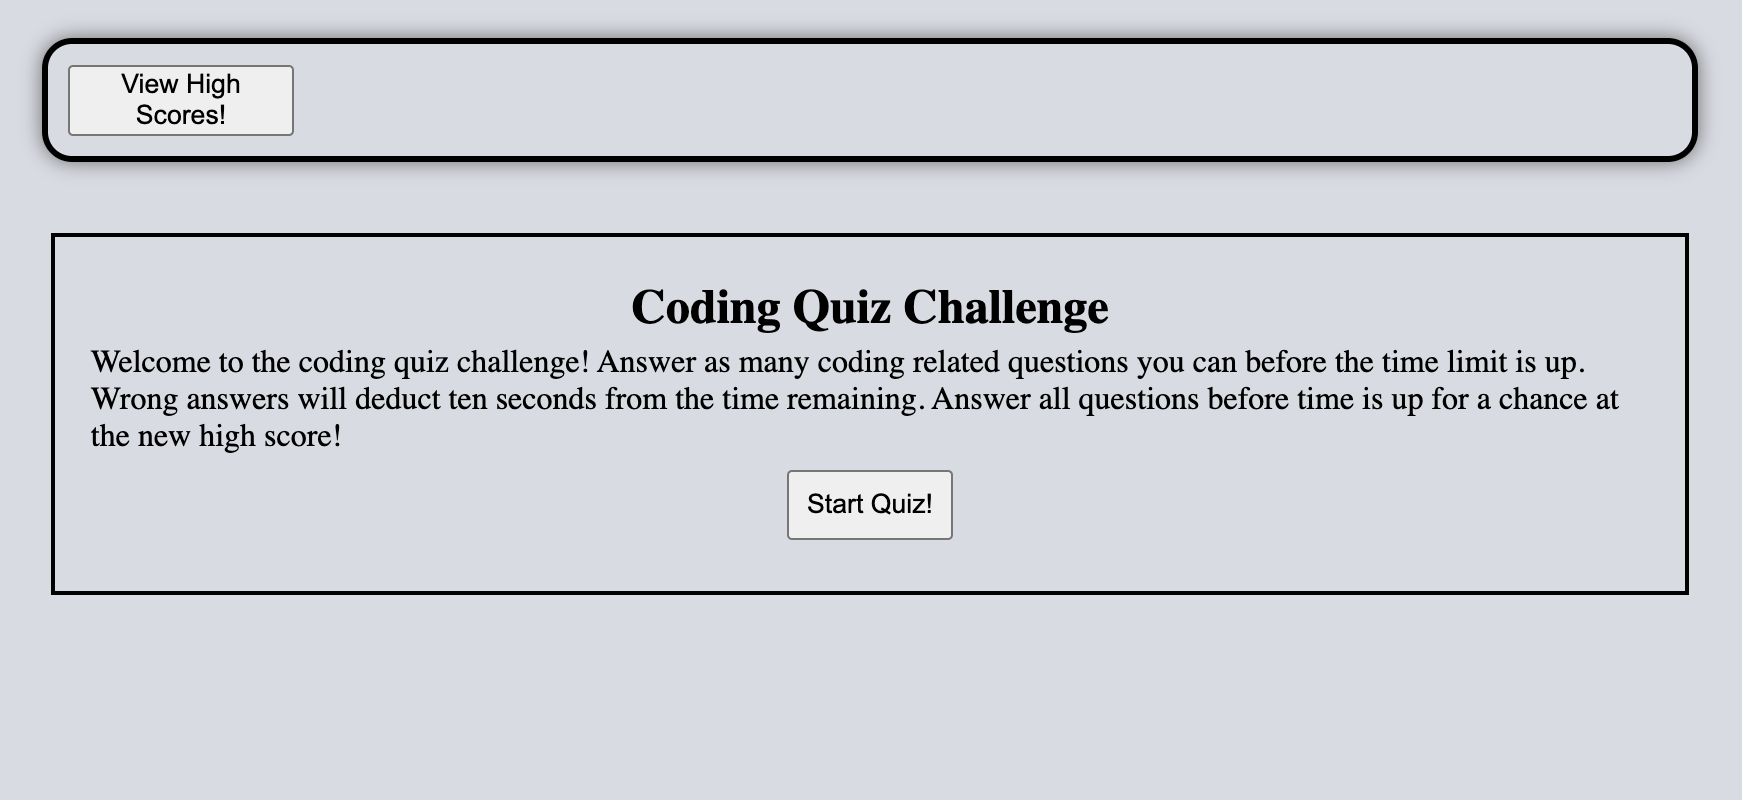 View High
Scores!
Coding Quiz Challenge
Welcome to the coding quiz challenge! Answer as many coding related questions you can before the time limit is up.
Wrong answers will deduct ten seconds from the time remaining. Answer all questions before time is up for a chance at
the new high score!
Start Quiz!